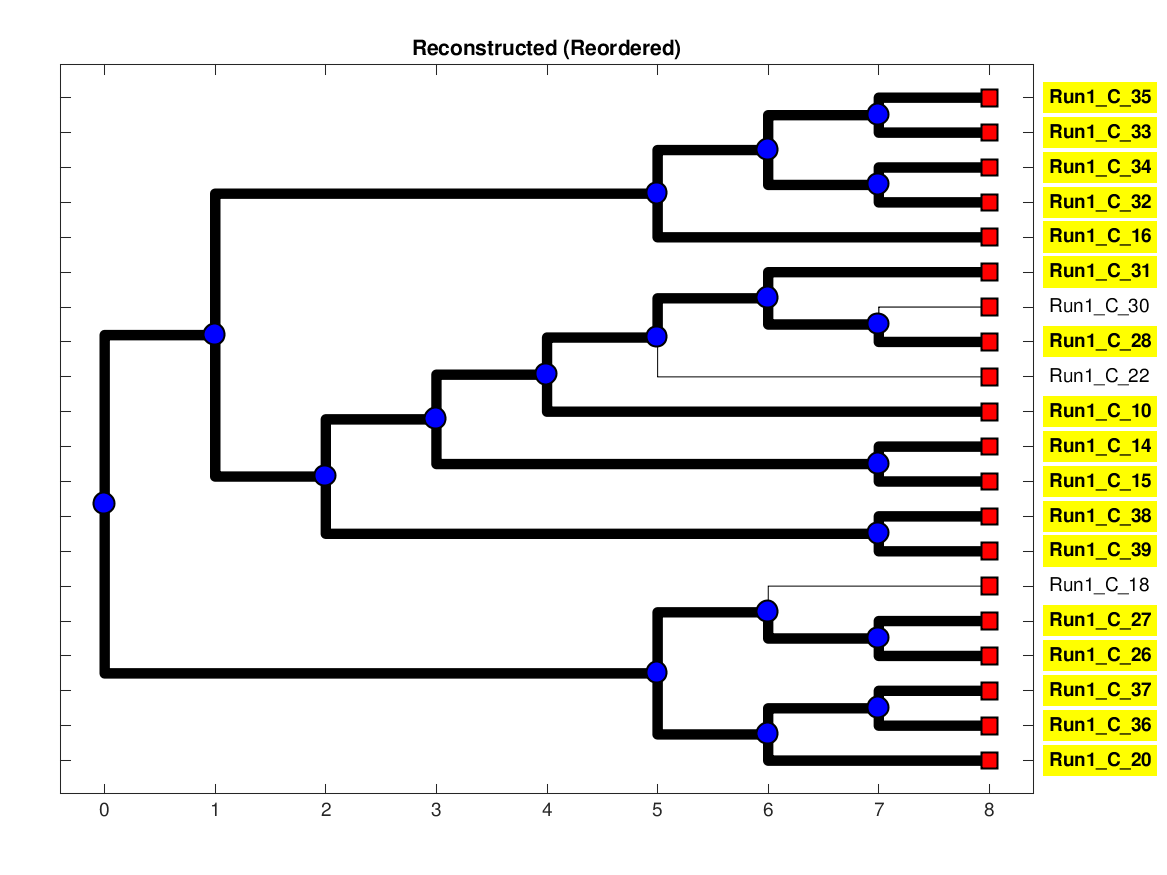 Reconstructed (Reordered)
Run1_C_35
Run1_C_33
Run1_C_34
Run1_C_32
Run1_C_16
Run1_C_31
Run1_C_30
Run1_C_28
Run1_C_22
Run1_C_10
Run1_C_14
Run1_C_15
Run1_C_38
Run1_C_39
Run1_C_18
Run1_C_27
Run1_C_26
Run1_C_37
Run1_C_36
Run1_C_20
0 1 2 3 4 5 6 7 8